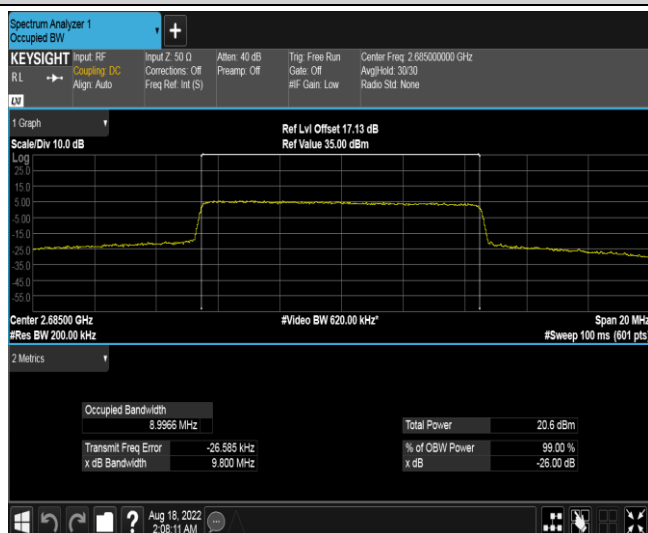 Spectrum Analyzer 1
Occupied BW
KEYSIGHT
R L
LXI
Input: RF
Coupling: DC
Align: Auto
Input Z: 50 Ω
Corrections: Off
Freq Ref: Int (S)
Atten: 40 dB
Preamp: Off
Trig: Free Run
Gate: Off
#IF Gain: Low
Center Freq: 2.685000000 GHz
Avg|Hold: 30/30
Radio Std: None
1 Graph
Scale/Div 10.0 dB
Ref Lvl Offset 17.13 dB
Ref Value 35.00 dBm
Log
25.0
15.0
5.00
-5.00
-15.0
-25.0
-35.0
-45.0
-55.0
Center 2.68500 GHz
#Res BW 200.00 kHz
#Video BW 620.00 kHz*
Span 20 MHz
#Sweep 100 ms (601 pts)
2 Metrics
Occupied Bandwidth
8.9966 MHz
Total Power 20.6 dBm
Transmit Freq Error -26.585 kHz
% of OBW Power 99.00 %
x dB Bandwidth 9.800 MHz
x dB -26.00 dB
?
Aug 18, 2022
2:08:11 AM